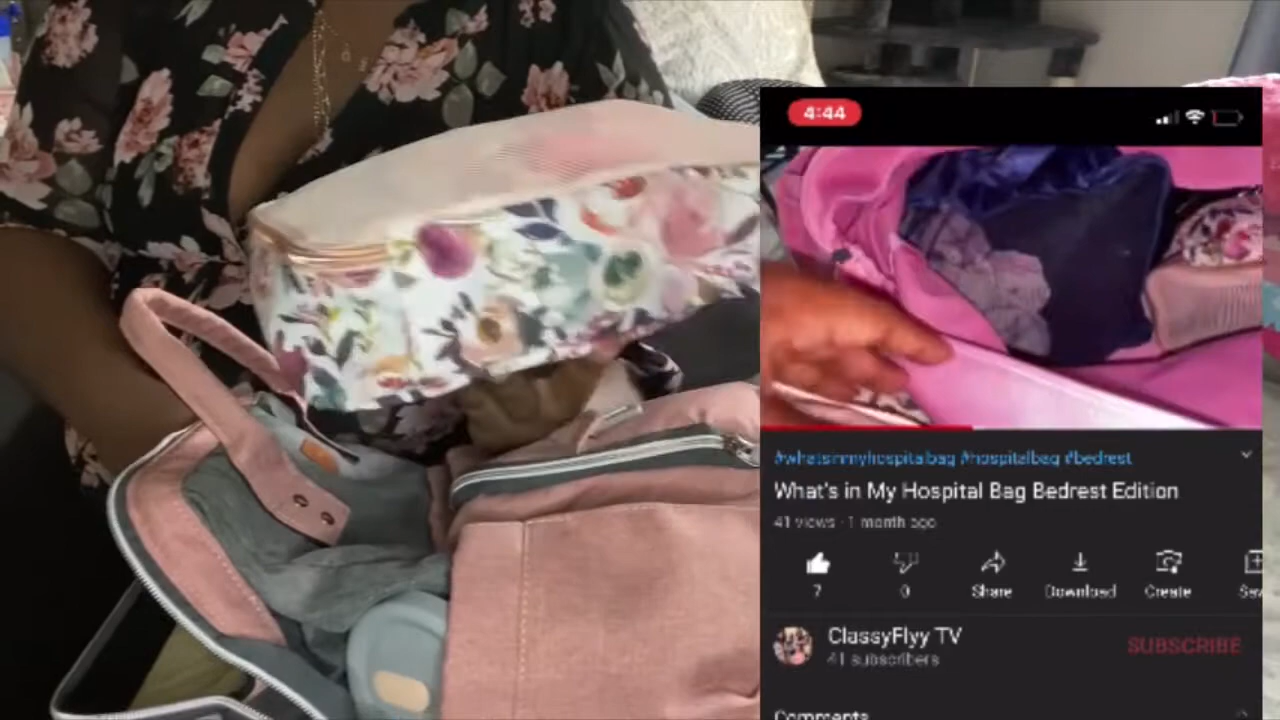 4:44
#whatsinmyhospitalbag #hospitalbag #bedrest
What's in My Hospital Bag Bedrest Edition
41 views · 1 month ago
7
0
Share
Download
Create
ClassyFlyy TV
SUBSCRIBE
41 subscribers
Comments